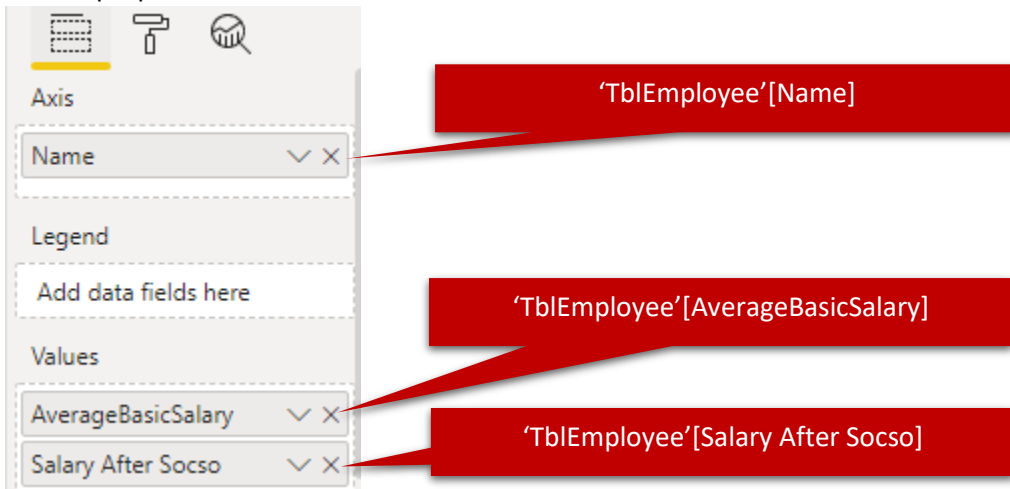 Axis
‘TblEmployee’[Name]
Name
Legend
Add data fields here
‘TblEmployee’[AverageBasicSalary]
Values
AverageBasicSalary
‘TblEmployee’[Salary After Socso]
Salary After Socso